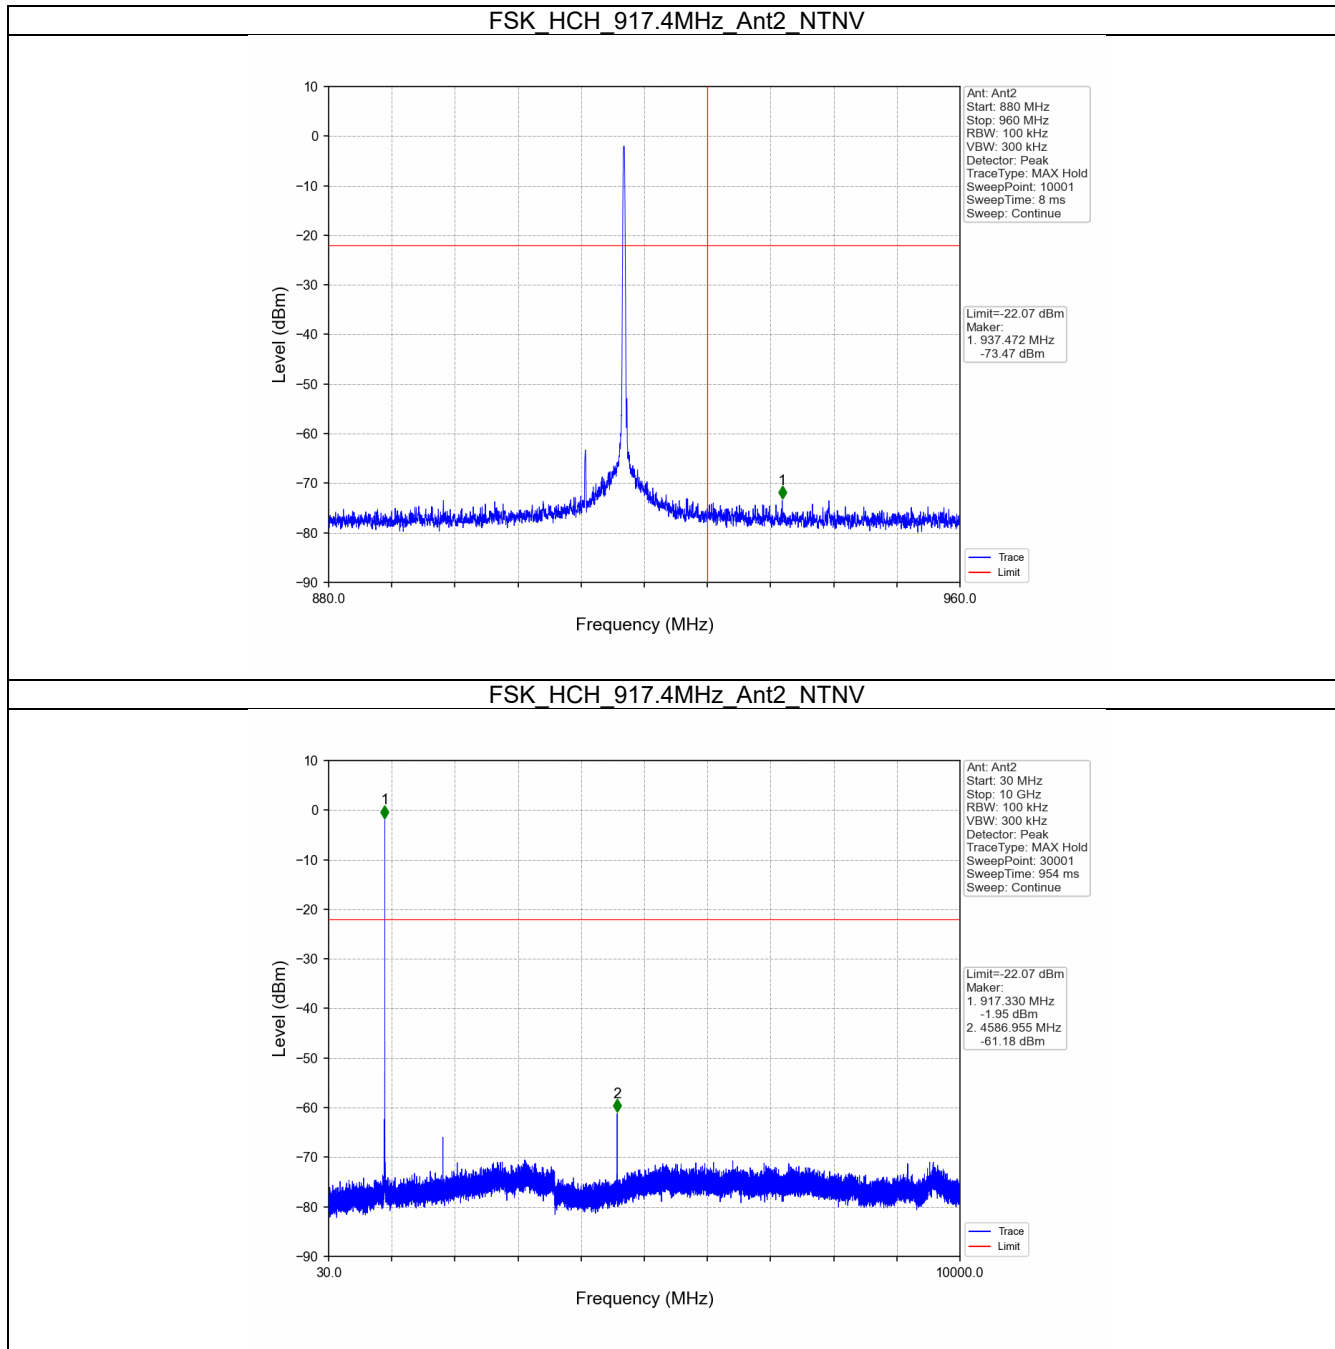 FSK_HCH_917.4MHz_Ant2_NTNV
10
0
−10
−20
−30
−40
−50
−60
−70
−80
−90
Level (dBm)
880.0
960.0
Frequency (MHz)
1
Ant: Ant2
Start: 880 MHz
Stop: 960 MHz
RBW: 100 kHz
VBW: 300 kHz
Detector: Peak
TraceType: MAX Hold
SweepPoint: 10001
SweepTime: 8 ms
Sweep: Continue
Limit=-22.07 dBm
Maker:
1. 937.472 MHz
-73.47 dBm
Trace
Limit
FSK_HCH_917.4MHz_Ant2_NTNV
10
0
−10
−20
−30
−40
−50
−60
−70
−80
−90
Level (dBm)
30.0
10000.0
Frequency (MHz)
1
2
Ant: Ant2
Start: 30 MHz
Stop: 10 GHz
RBW: 100 kHz
VBW: 300 kHz
Detector: Peak
TraceType: MAX Hold
SweepPoint: 30001
SweepTime: 954 ms
Sweep: Continue
Limit=-22.07 dBm
Maker:
1. 917.330 MHz
-1.95 dBm
2. 4586.955 MHz
-61.18 dBm
Trace
Limit